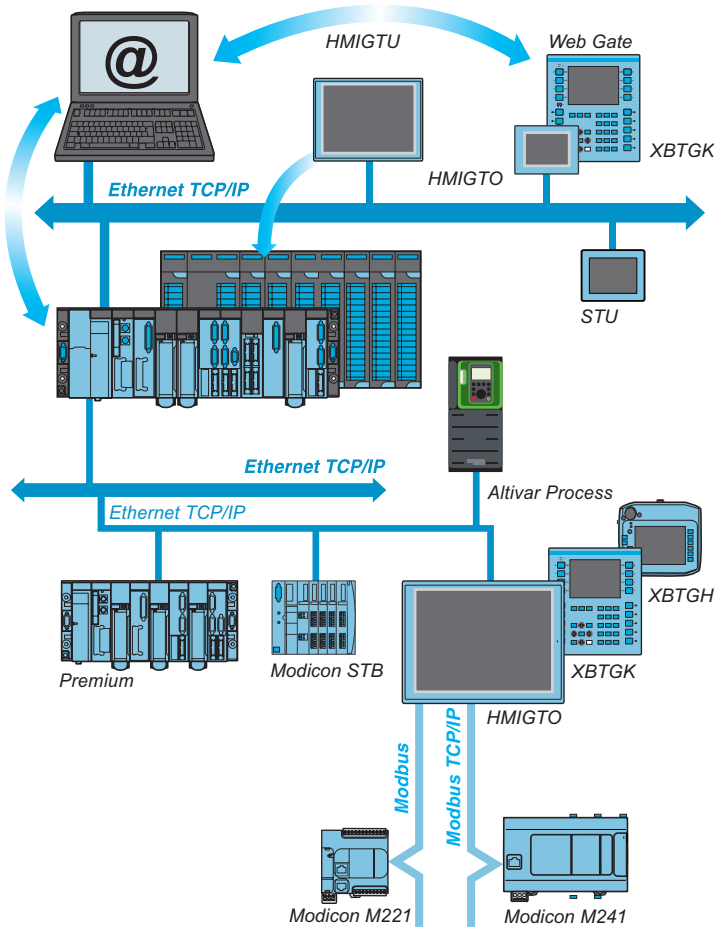 @
HMIGTU
Web Gate
XBTGK
HMIGTO
Ethernet TCP/IP
STU
Ethernet TCP/IP
Altivar Process
Ethernet TCP/IP
XBTGH
Premium
Modicon STB
XBTGK
HMIGTO
Modbus
Modbus TCP/IP
Modicon M221
Modicon M241